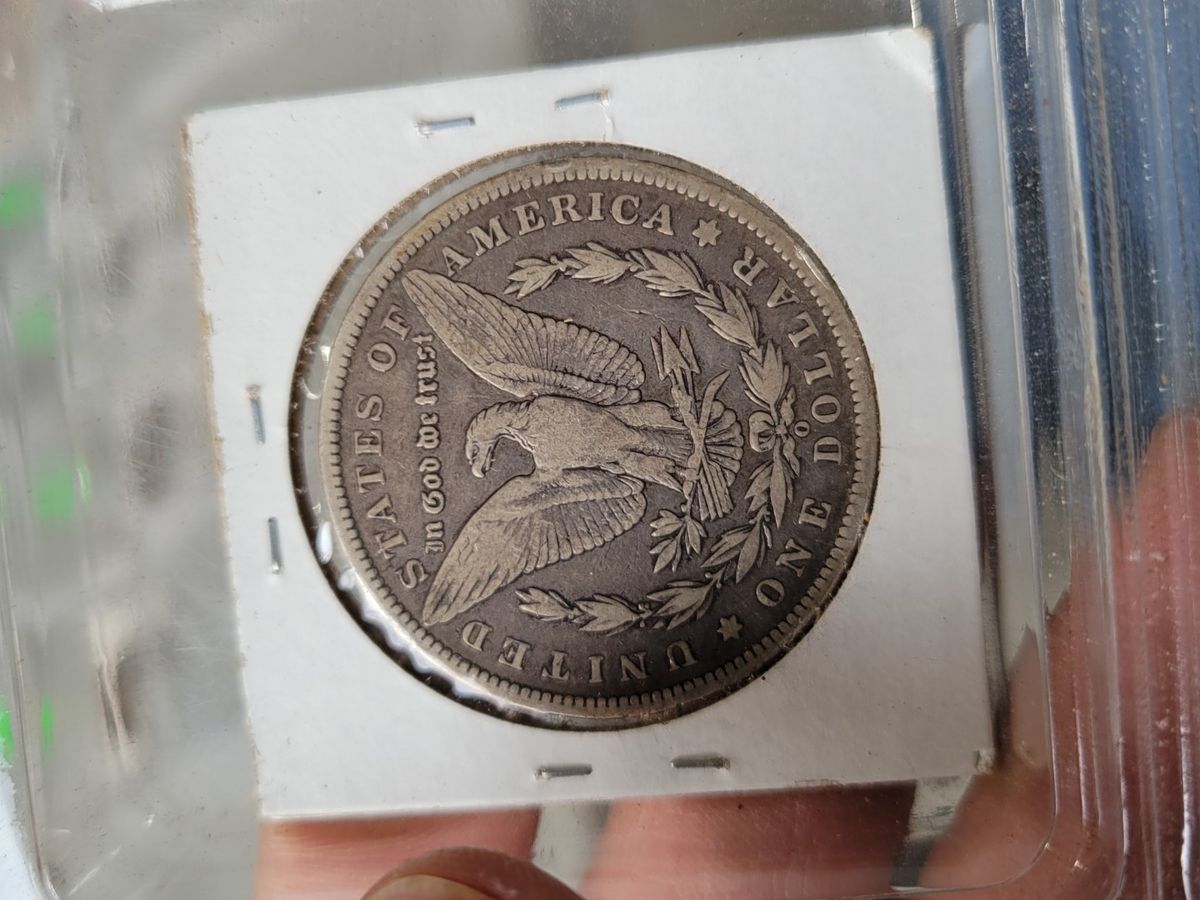 UNITED STATES OF AMERICA
In God we trust
O
ONE DOLLAR